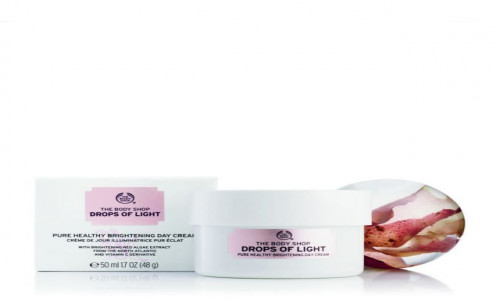 THE BODY SHOP
DROPS OF LIGHT
PURE HEALTHY BRIGHTENING DAY CREAM
CRÈME DE JOUR ILLUMINATRICE PUR ÉCLAT
WITH BRIGHTENING RED ALGAE EXTRACT
FROM THE NORTH ATLANTIC
AND VITAMIN C DERIVATIVE
℮ 50 ml 1.7 OZ (48 g)
THE BODY SHOP
DROPS OF LIGHT
PURE HEALTHY BRIGHTENING DAY CREAM